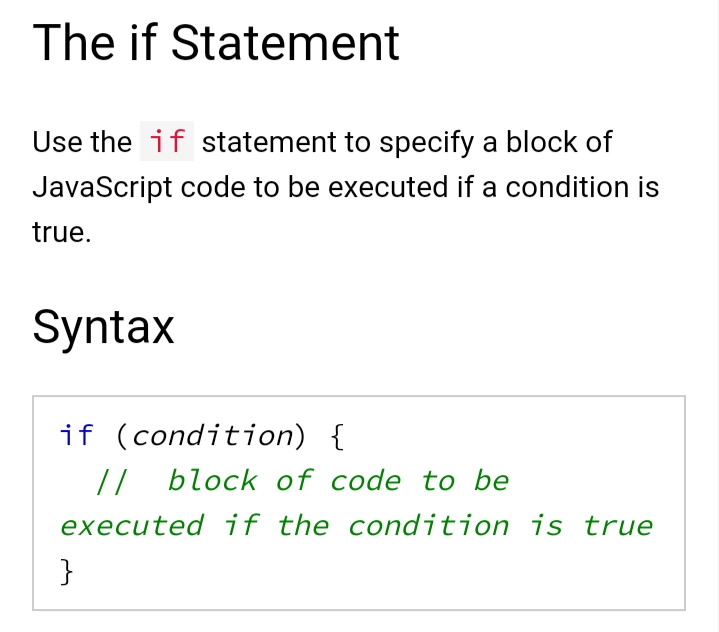 The if Statement
Use the if statement to specify a block of
JavaScript code to be executed if a condition is
true.
Syntax
if (condition) {
  //  block of code to be
executed if the condition is true
}